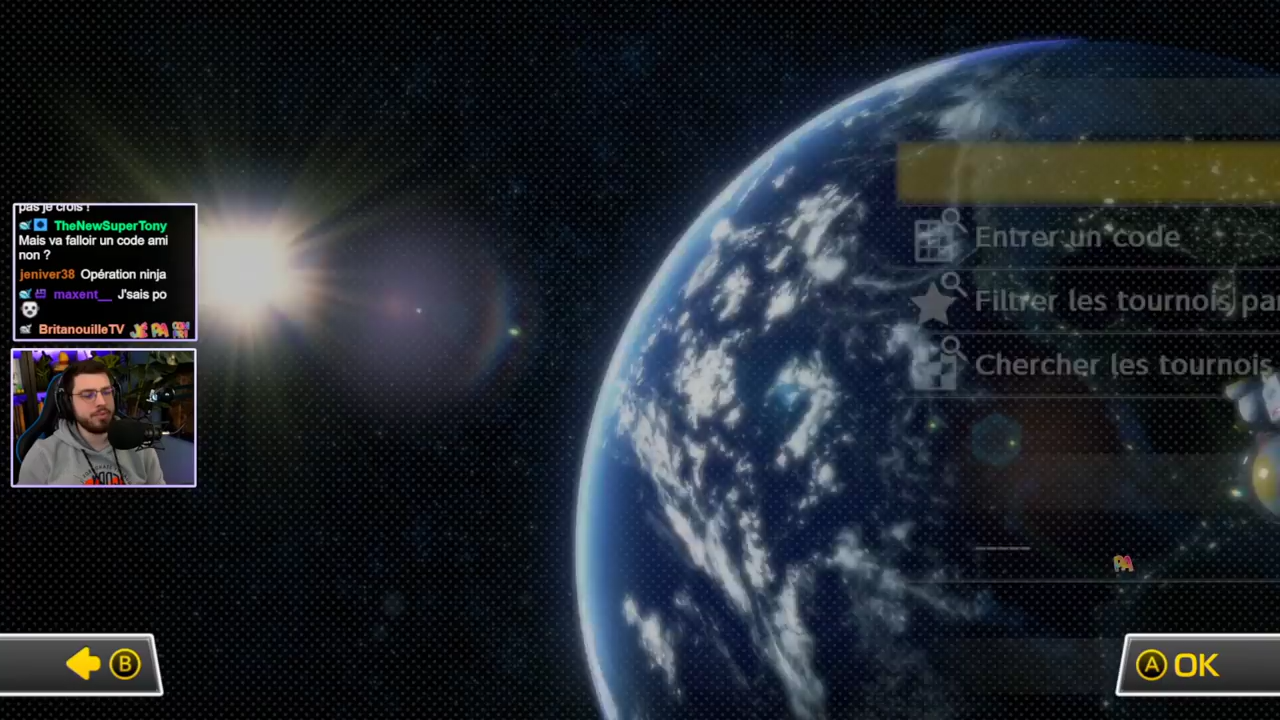 pas je crois !
TheNewSuperTony
Mais va falloir un code ami
non ?
jeniver38 Opération ninja
maxent__ J'sais po
BritanouilleTV
Entrer un code
Filtrer les tournois pa
Chercher les tournois
B
A OK